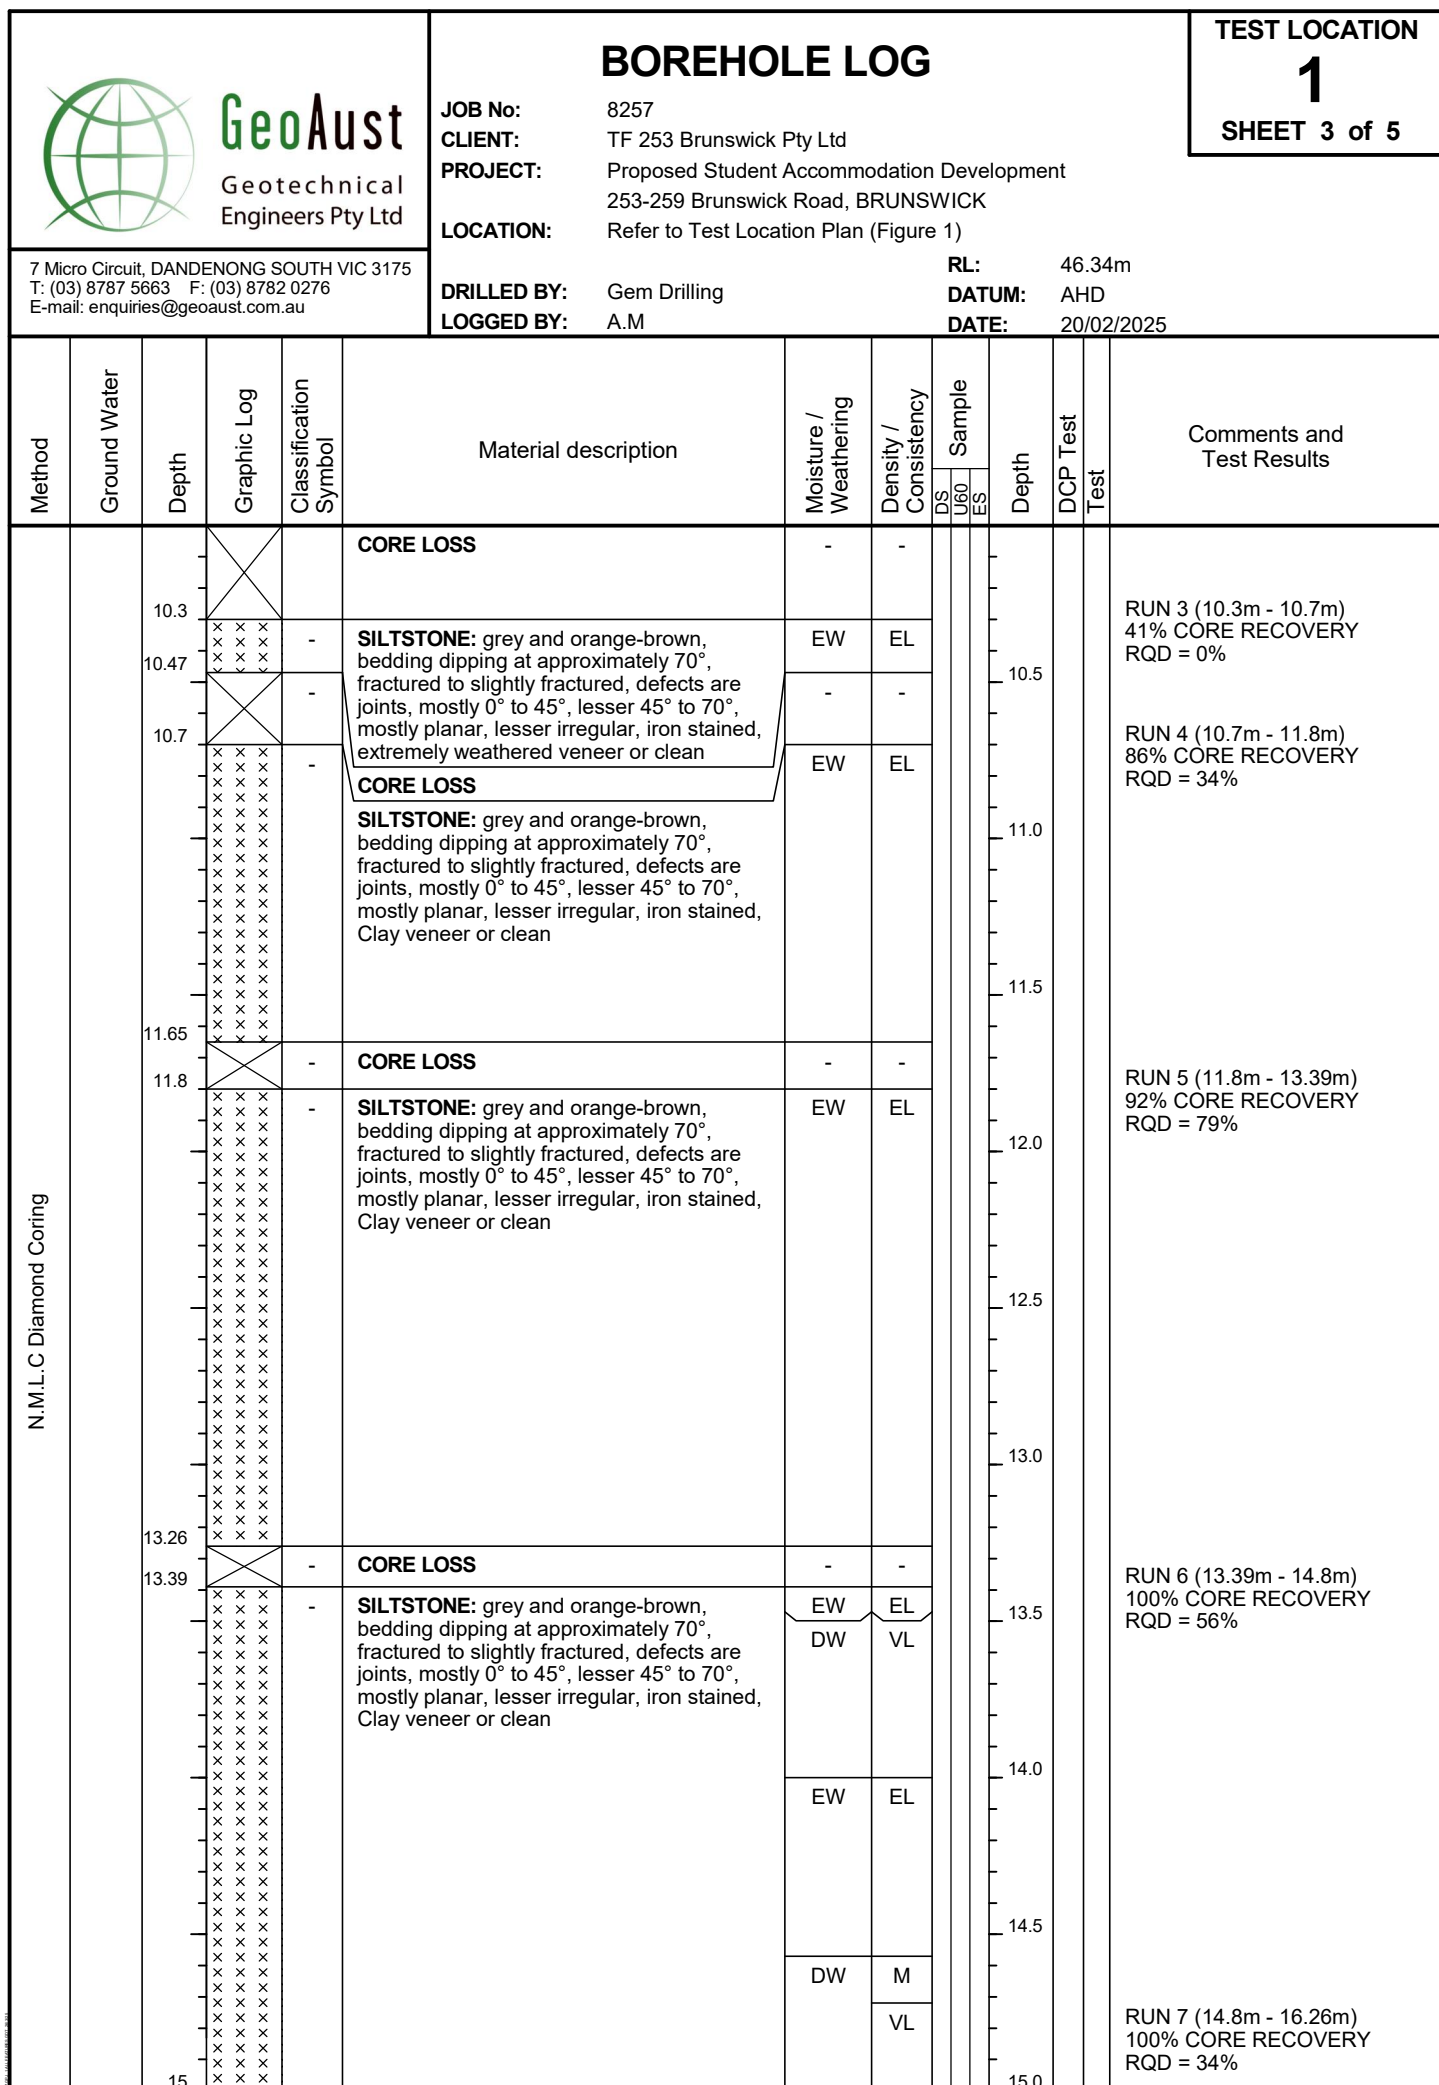 GeoAust
Geotechnical
Engineers Pty Ltd
7 Micro Circuit, DANDENONG SOUTH VIC 3175
T: (03) 8787 5663 F: (03) 8782 0276
E-mail: enquiries@geoaust.com.au
BOREHOLE LOG
JOB No: 8257
CLIENT: TF 253 Brunswick Pty Ltd
PROJECT: Proposed Student Accommodation Development
253-259 Brunswick Road, BRUNSWICK
LOCATION: Refer to Test Location Plan (Figure 1)
RL: 46.34m
DRILLED BY: Gem Drilling
DATUM: AHD
LOGGED BY: A.M
DATE: 20/02/2025
TEST LOCATION
1
SHEET 3 of 5
Method
Ground Water
Depth
Graphic Log
Classification
Symbol
Material description
Moisture /
Weathering
Density /
Consistency
Sample
DS
U60
ES
Depth
DCP Test
Test
Comments and
Test Results
N.M.L.C Diamond Coring
CORE LOSS - -
10.3
RUN 3 (10.3m - 10.7m)
41% CORE RECOVERY
RQD = 0%
- SILTSTONE: grey and orange-brown, EW EL
bedding dipping at approximately 70°,
fractured to slightly fractured, defects are
joints, mostly 0° to 45°, lesser 45° to 70°,
mostly planar, lesser irregular, iron stained,
extremely weathered veneer or clean
10.47
10.5
- - -
CORE LOSS
10.7
RUN 4 (10.7m - 11.8m)
86% CORE RECOVERY
RQD = 34%
- EW EL
SILTSTONE: grey and orange-brown,
bedding dipping at approximately 70°,
fractured to slightly fractured, defects are
joints, mostly 0° to 45°, lesser 45° to 70°,
mostly planar, lesser irregular, iron stained,
Clay veneer or clean
11.0
11.5
11.65
- CORE LOSS - -
11.8
RUN 5 (11.8m - 13.39m)
92% CORE RECOVERY
RQD = 79%
- SILTSTONE: grey and orange-brown, EW EL
bedding dipping at approximately 70°,
fractured to slightly fractured, defects are
joints, mostly 0° to 45°, lesser 45° to 70°,
mostly planar, lesser irregular, iron stained,
Clay veneer or clean
12.0
12.5
13.0
13.26
- CORE LOSS - -
13.39
RUN 6 (13.39m - 14.8m)
100% CORE RECOVERY
RQD = 56%
- SILTSTONE: grey and orange-brown, EW EL
bedding dipping at approximately 70°,
fractured to slightly fractured, defects are
joints, mostly 0° to 45°, lesser 45° to 70°,
mostly planar, lesser irregular, iron stained,
Clay veneer or clean
13.5
DW VL
14.0
EW EL
14.5
DW M
VL
RUN 7 (14.8m - 16.26m)
100% CORE RECOVERY
RQD = 34%
15
15.0